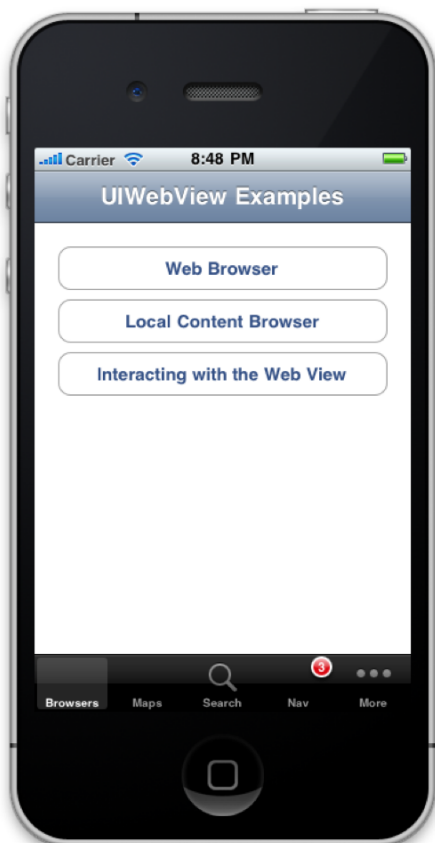 Carrier 8:48 PM
UIWebView Examples
Web Browser
Local Content Browser
Interacting with the Web View
3
Browsers Maps Search Nav More